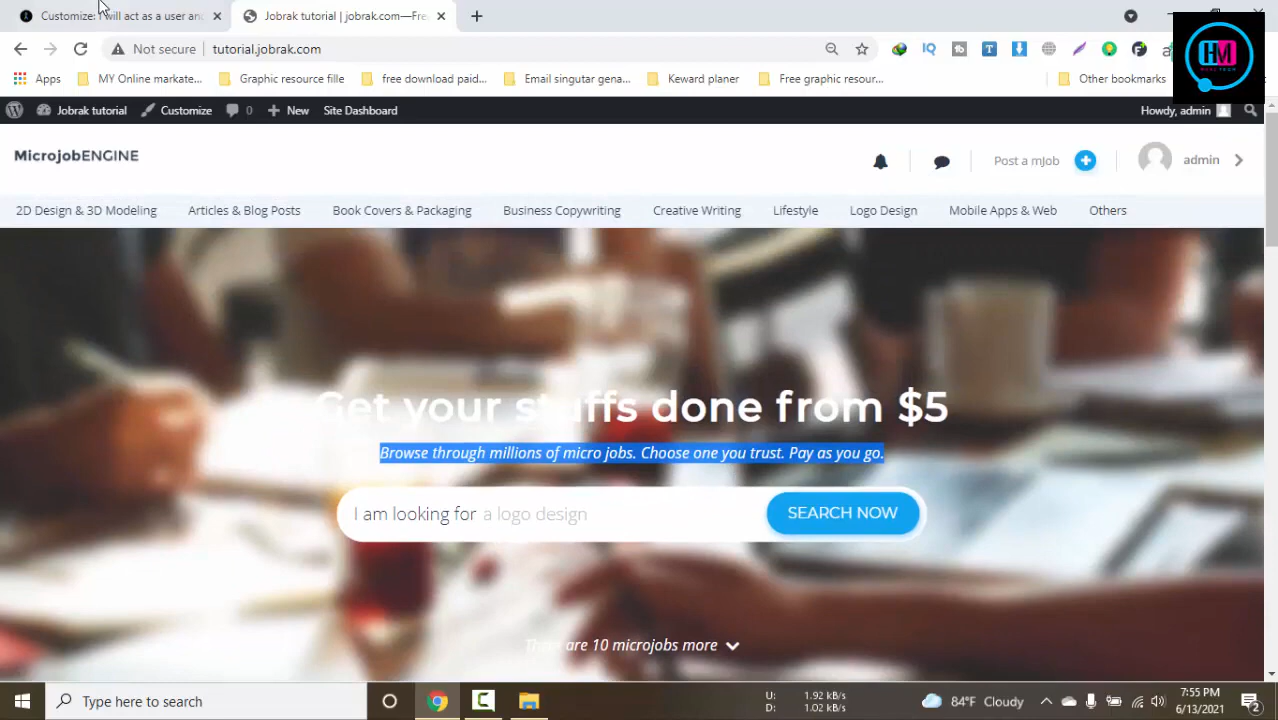 Customize: I will act as a user an
Jobrak tutorial | jobrak.com—Fre
Not secure
tutorial.jobrak.com
Apps
MY Online markate...
Graphic resource fille
free download paid...
Email singutar gena...
Keward planer
Free graphic resour...
Other bookmarks
HM
Jobrak tutorial
Customize
0
New
Site Dashboard
Howdy, admin
MicrojobENGINE
Post a mJob
admin
2D Design & 3D Modeling
Articles & Blog Posts
Book Covers & Packaging
Business Copywriting
Creative Writing
Lifestyle
Logo Design
Mobile Apps & Web
Others
Get your stuffs done from $5
Browse through millions of micro jobs. Choose one you trust. Pay as you go.
I am looking for a logo design
SEARCH NOW
There are 10 microjobs more
Type here to search
U: 1.92 kB/s
D: 1.02 kB/s
84°F Cloudy
7:55 PM
6/13/2021
2